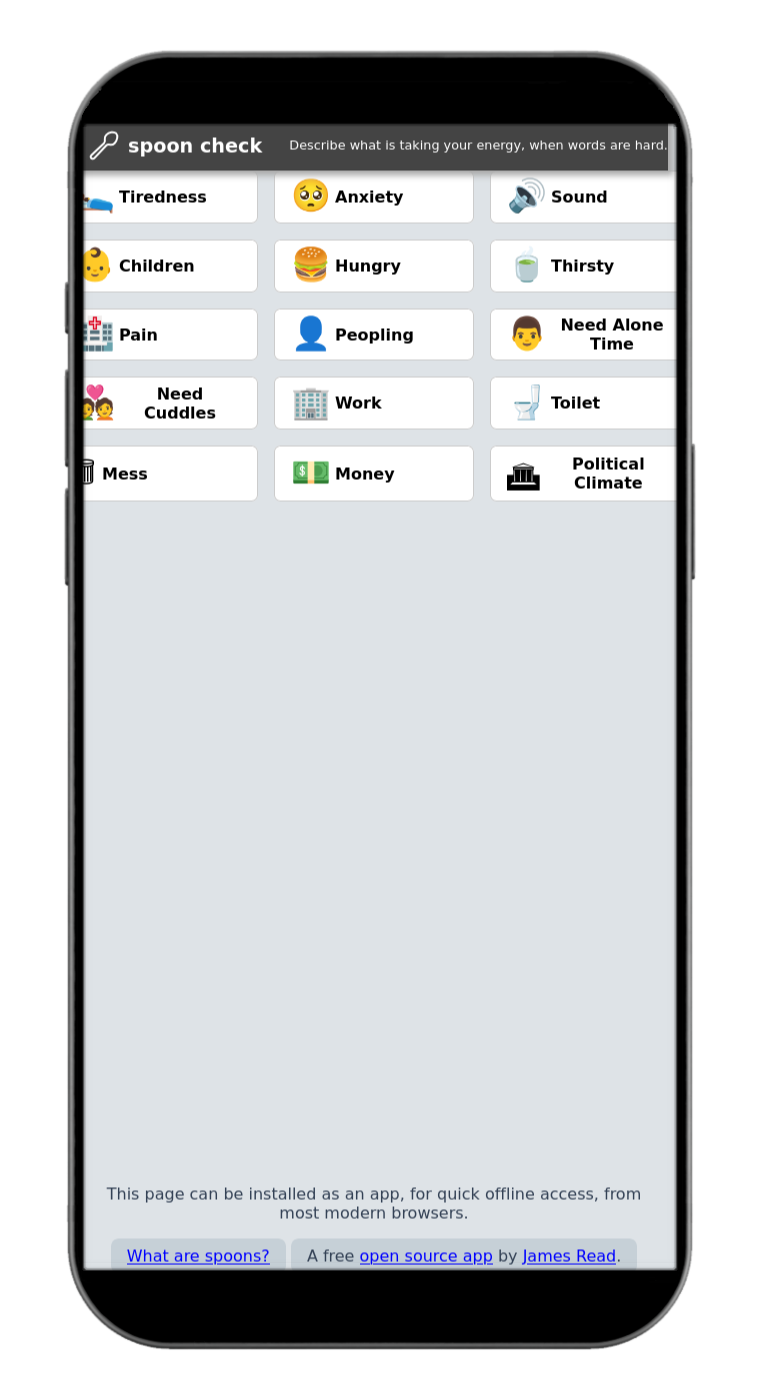 spoon check Describe what is taking your energy, when words are hard.
Tiredness Anxiety Sound
Children Hungry Thirsty
Pain Peopling Need Alone
Time
Need
Cuddles Work Toilet
Mess Money Political
Climate
This page can be installed as an app, for quick offline access, from
most modern browsers.
What are spoons? A free open source app by James Read.